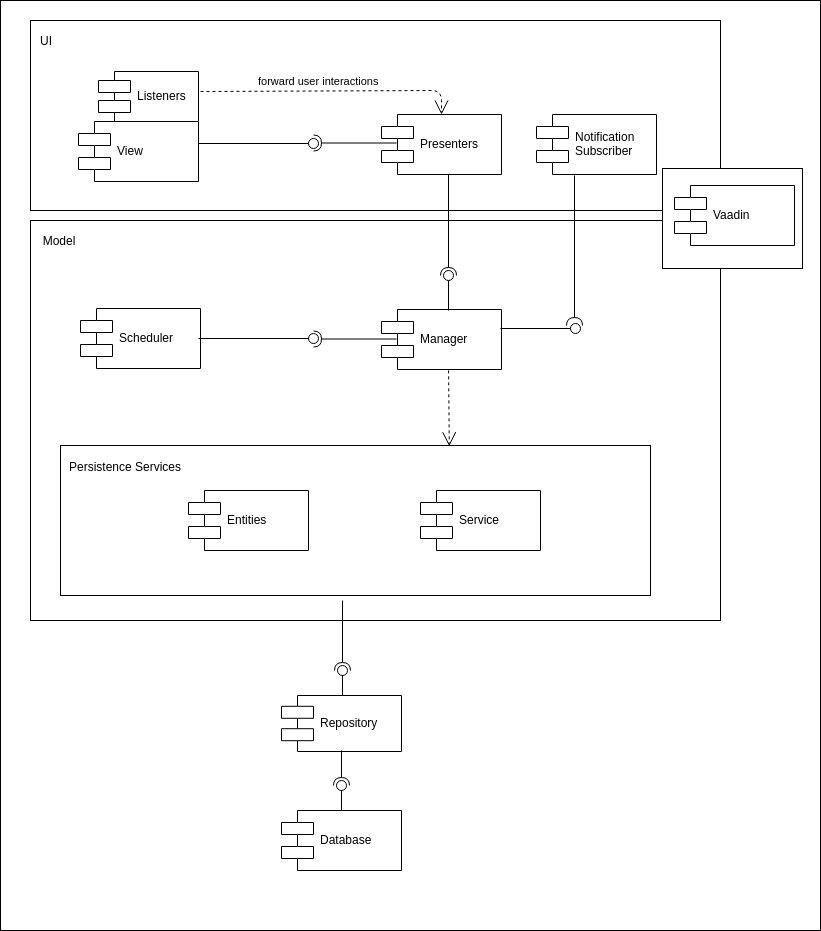 UI
Listeners
forward user interactions
View
Presenters
Notification
Subscriber
Vaadin
Model
Scheduler
Manager
Persistence Services
Entities
Service
Repository
Database